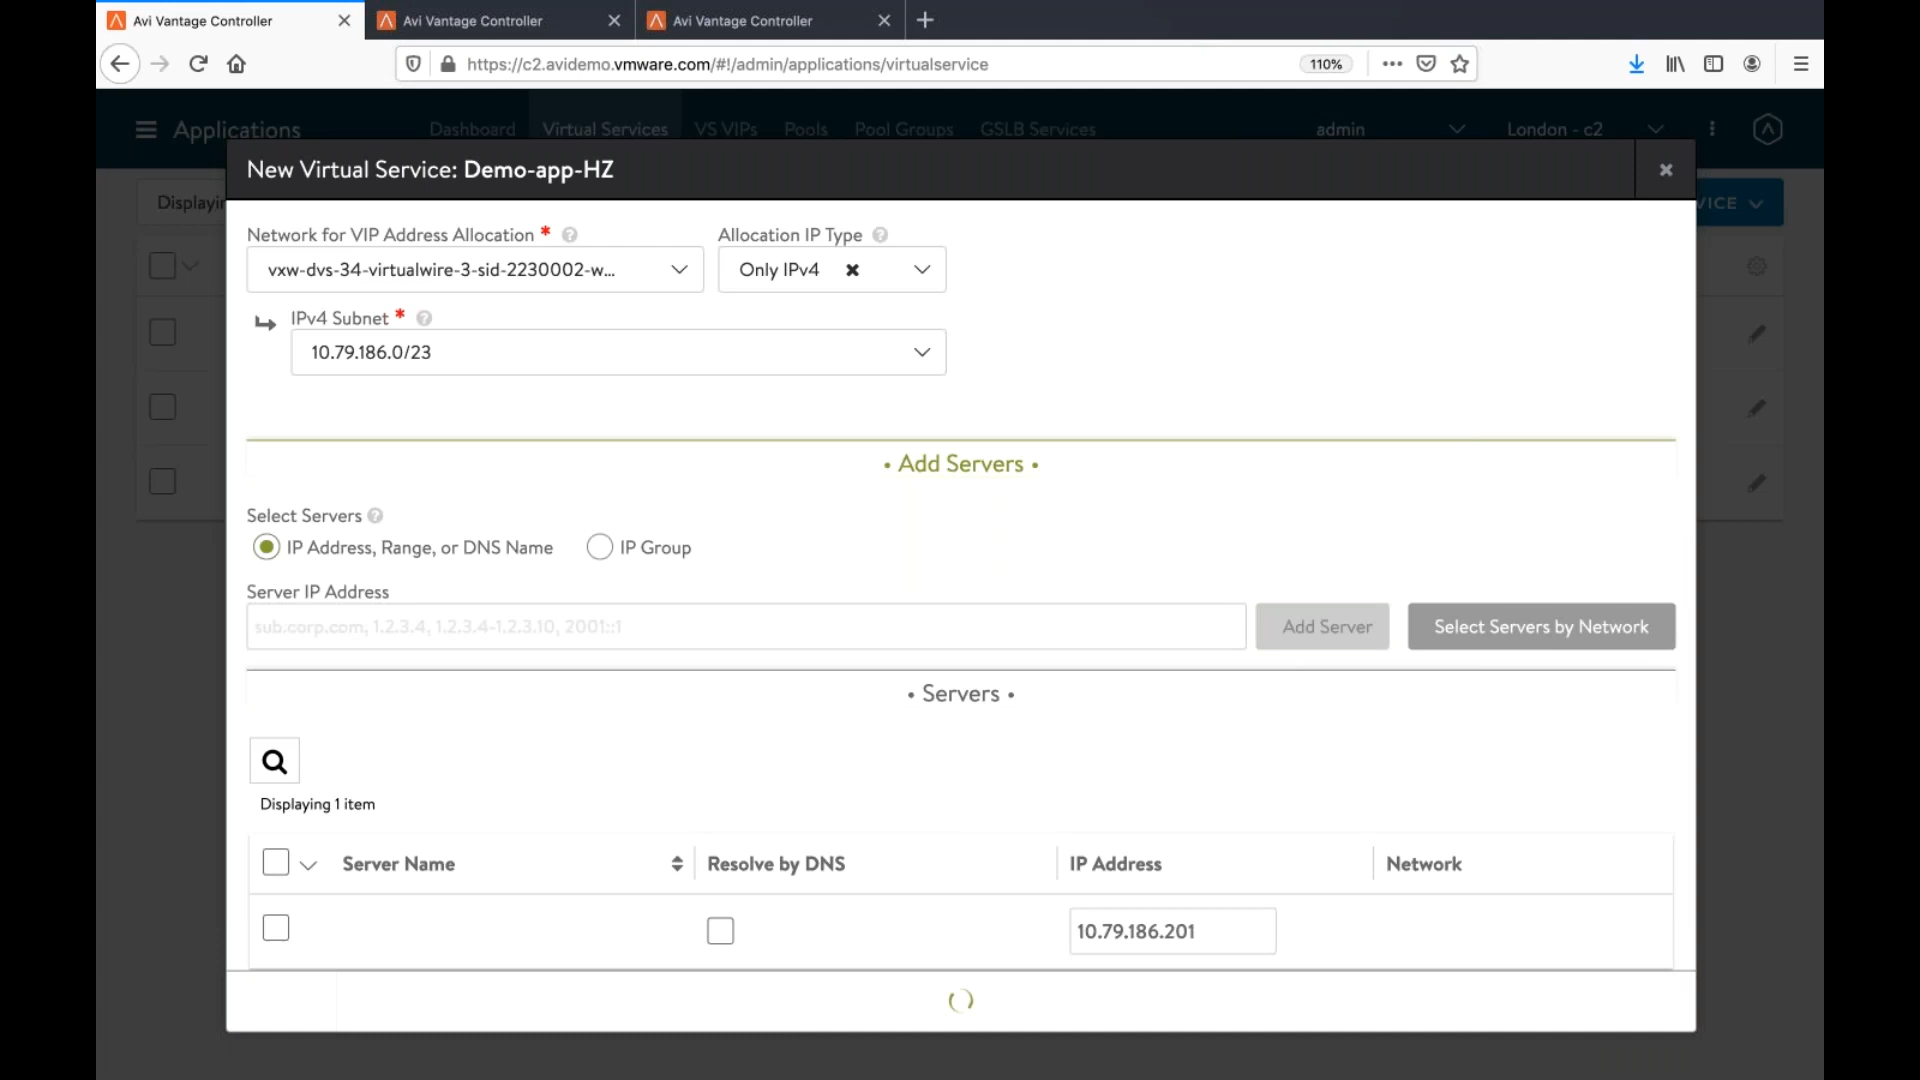 Avi Vantage Controller
Avi Vantage Controller
Avi Vantage Controller
https://c2.avidemo.vmware.com/#!/admin/applications/virtualservice
110%
Applications
Dashboard
Virtual Services
VS VIPs
Pools
Pool Groups
GSLB Services
admin
London - c2
New Virtual Service: Demo-app-HZ
Network for VIP Address Allocation *
Allocation IP Type
vxw-dvs-34-virtualwire-3-sid-2230002-w...
Only IPv4
IPv4 Subnet *
10.79.186.0/23
• Add Servers •
Select Servers
IP Address, Range, or DNS Name
IP Group
Server IP Address
sub.corp.com, 1.2.3.4, 1.2.3.4-1.2.3.10, 2001::1
Add Server
Select Servers by Network
• Servers •
Displaying 1 item
Server Name
Resolve by DNS
IP Address
Network
10.79.186.201